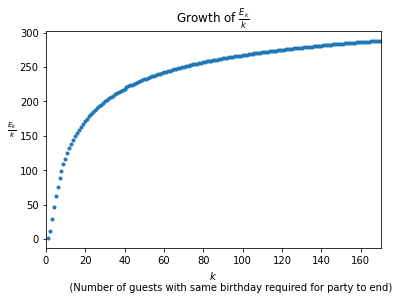 Growth of E_k/k
300
250
200
150
100
50
0
E_k/k
0 20 40 60 80 100 120 140 160
k
(Number of guests with same birthday required for party to end)